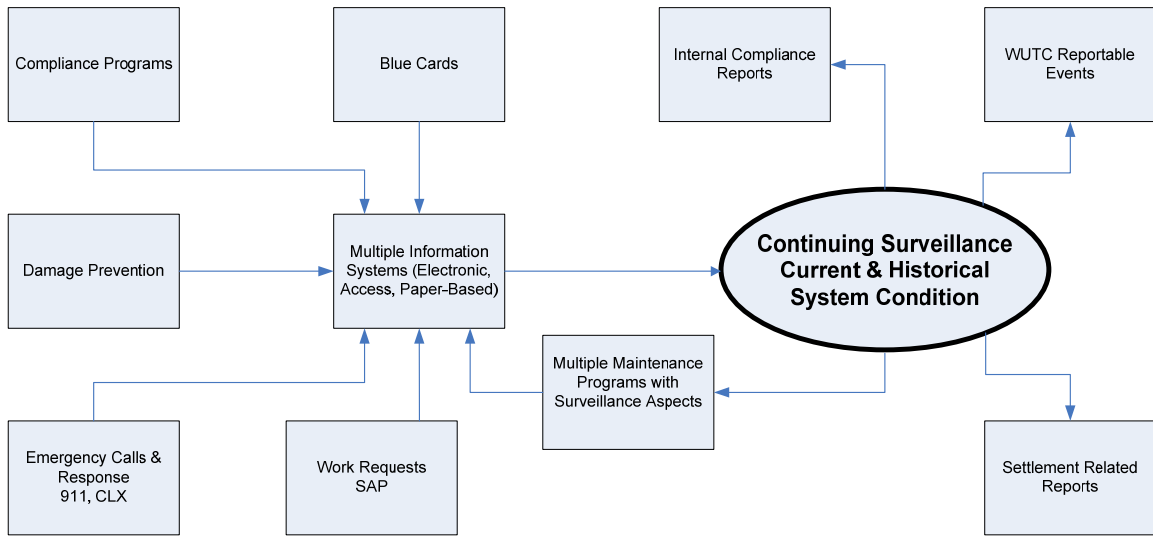 Compliance Programs
Blue Cards
Internal Compliance
Reports
WUTC Reportable
Events
Damage Prevention
Multiple Information
Systems (Electronic,
Access, Paper-Based)
Continuing Surveillance
Current & Historical
System Condition
Multiple Maintenance
Programs with
Surveillance Aspects
Emergency Calls &
Response
911, CLX
Work Requests
SAP
Settlement Related
Reports